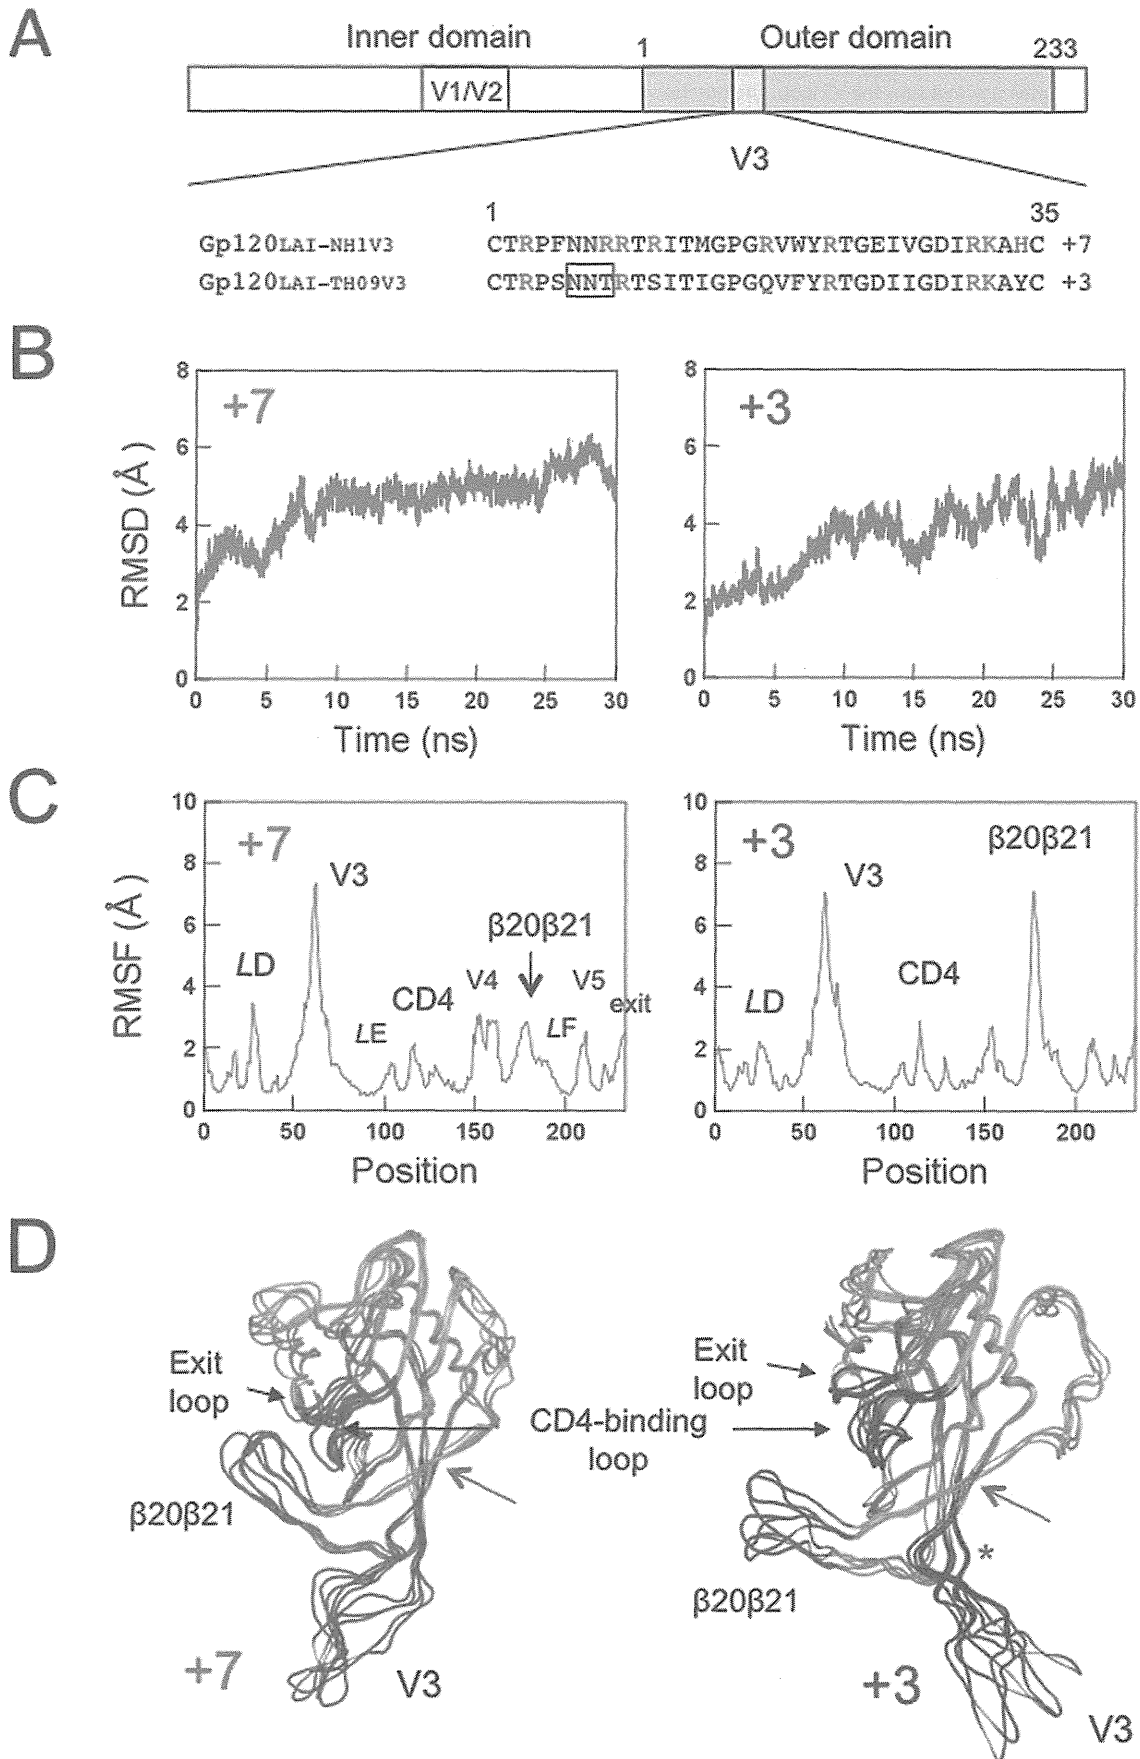 A
Inner domain 1 Outer domain 233
V1/V2
V3
1 35
Gp120LAI-NH1V3 CTRPFNNRRTRITMGPGRVWYRTGEIVGDIRKAHC +7
Gp120LAI-TH09V3 CTRPSNNTRTSITIGPGQVFYRTGDIIGDIRKAYC +3
B
+7
RMSD (Å)
8
6
4
2
0
0 5 10 15 20 25 30
Time (ns)
+3
8
6
4
2
0
0 5 10 15 20 25 30
Time (ns)
C
+7
RMSF (Å)
10
8
6
4
2
0
V3
β20β21
LD
V4
V5
CD4
exit
LE
LF
0 50 100 150 200
Position
+3
10
8
6
4
2
0
β20β21
V3
CD4
LD
0 50 100 150 200
Position
D
Exit
loop
CD4-binding
loop
β20β21
+7
V3
Exit
loop
*
β20β21
+3
V3